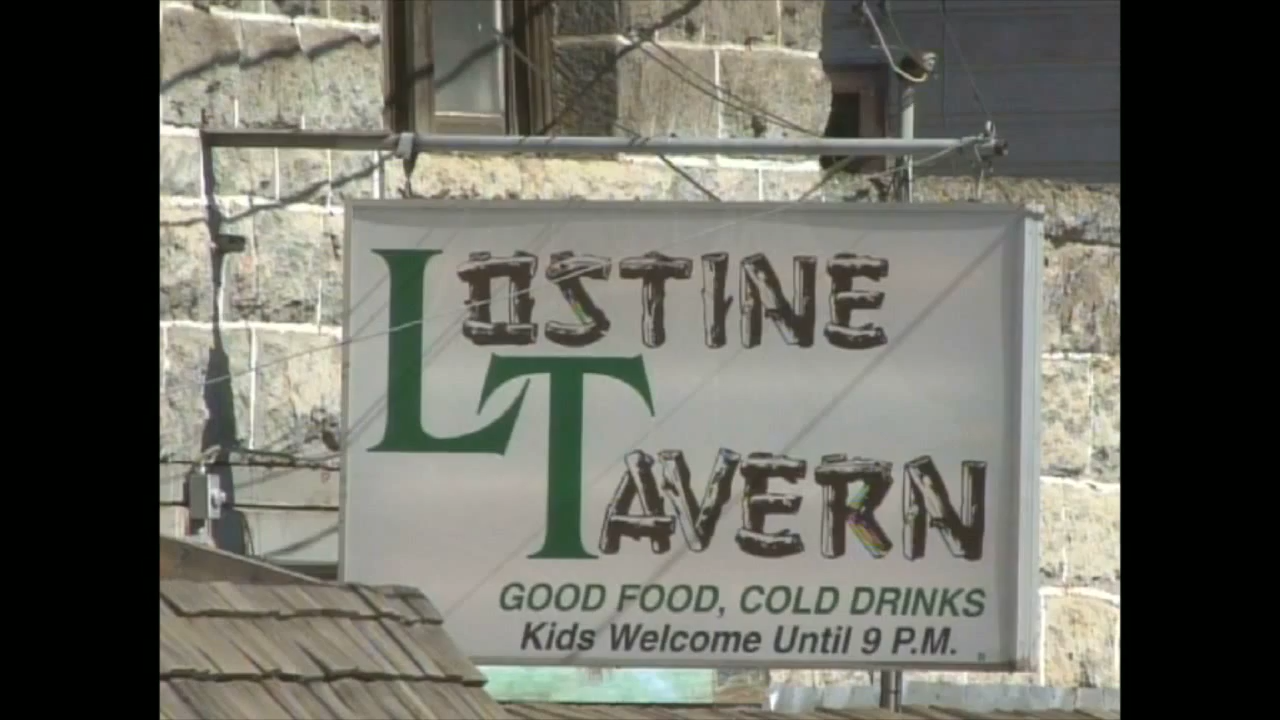 LOSTINE
TAVERN
GOOD FOOD, COLD DRINKS
Kids Welcome Until 9 P.M.